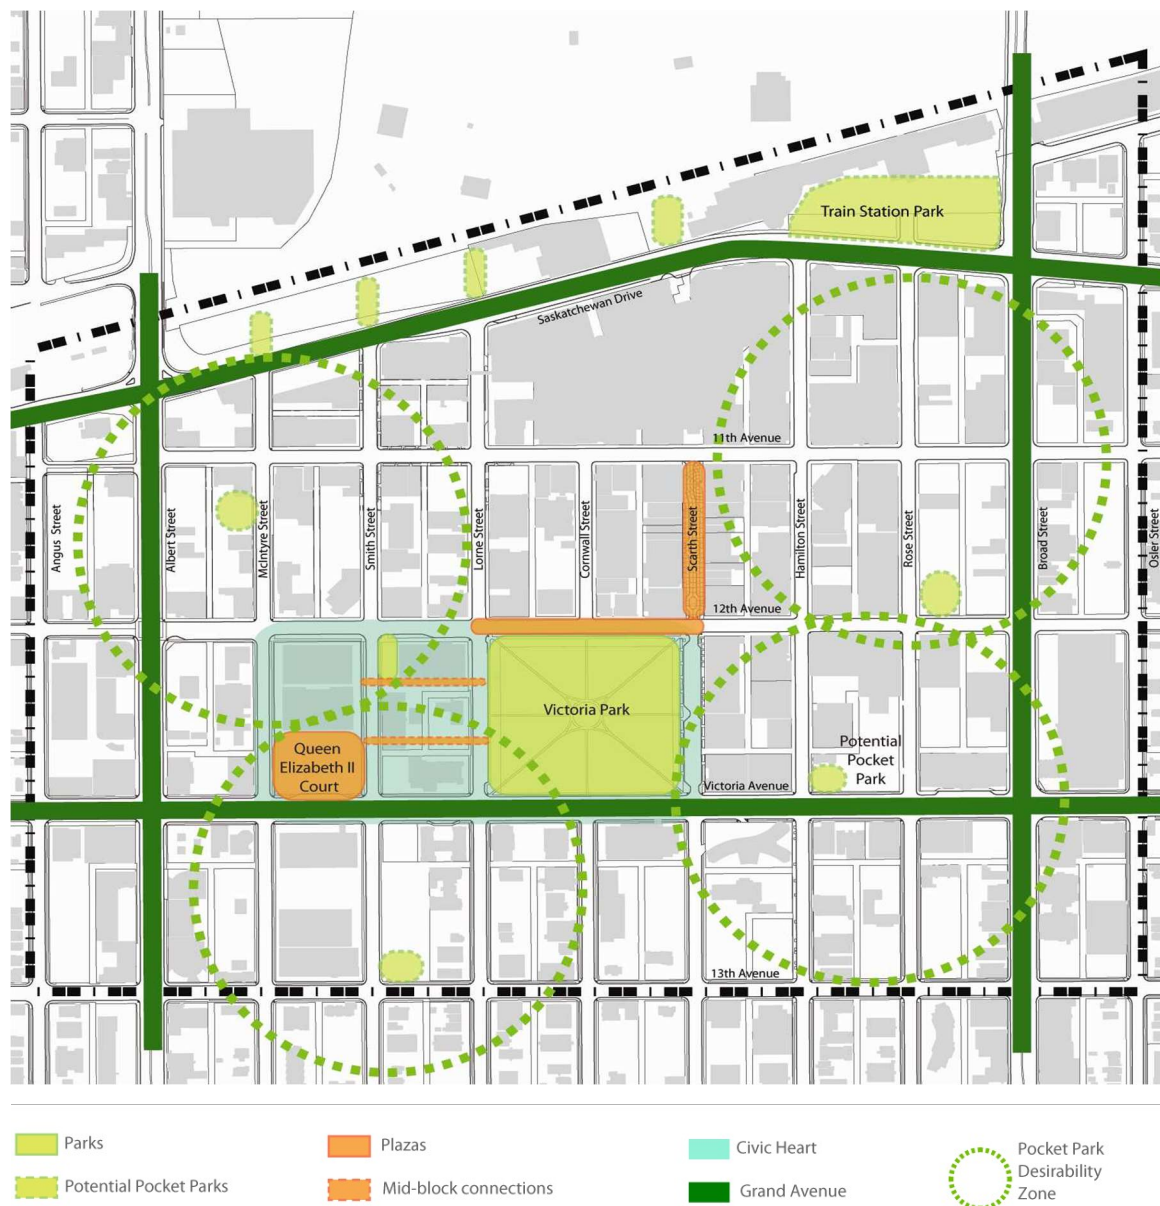 Train Station Park
Saskatchewan Drive
11th Avenue
Angus Street
Albert Street
McIntyre Street
Smith Street
Lorne Street
Cornwall Street
Scarth Street
Hamilton Street
Rose Street
Broad Street
Osler Street
12th Avenue
Victoria Park
Queen
Elizabeth II
Court
Potential
Pocket
Park
Victoria Avenue
13th Avenue
Parks
Plazas
Civic Heart
Pocket Park
Desirability
Zone
Potential Pocket Parks
Mid-block connections
Grand Avenue